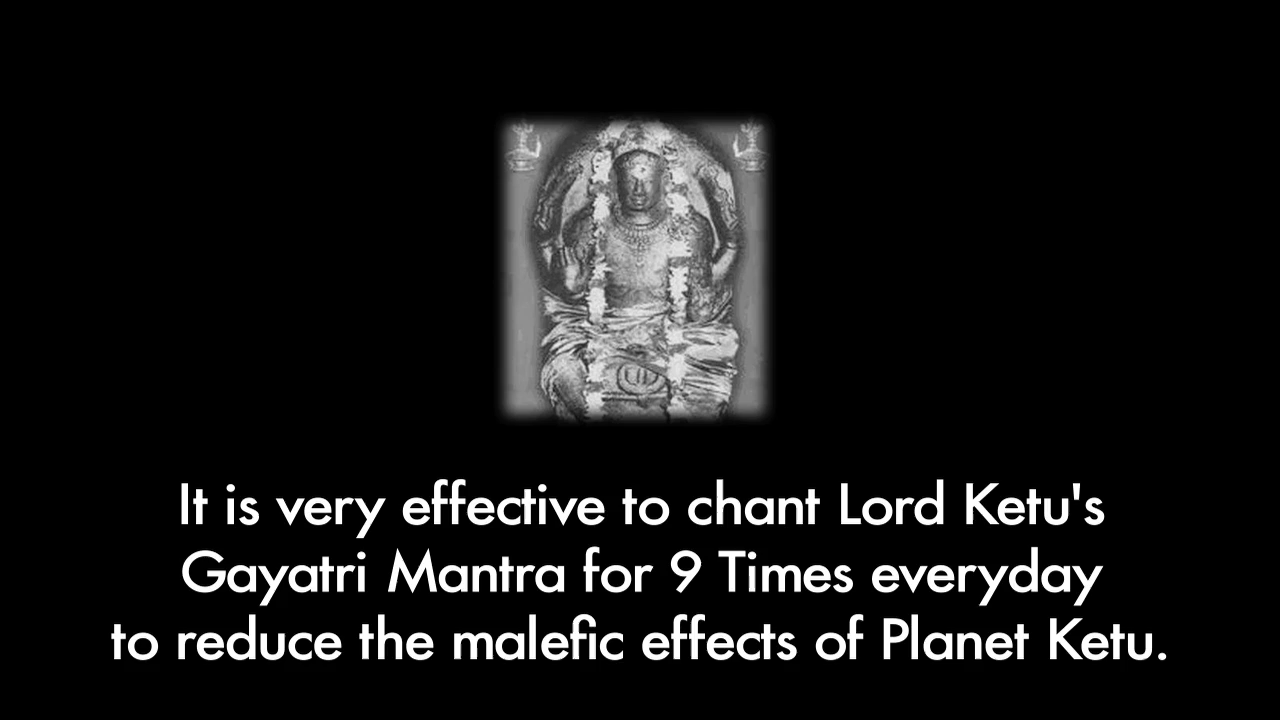 It is very effective to chant Lord Ketu's
Gayatri Mantra for 9 Times everyday
to reduce the malefic effects of Planet Ketu.